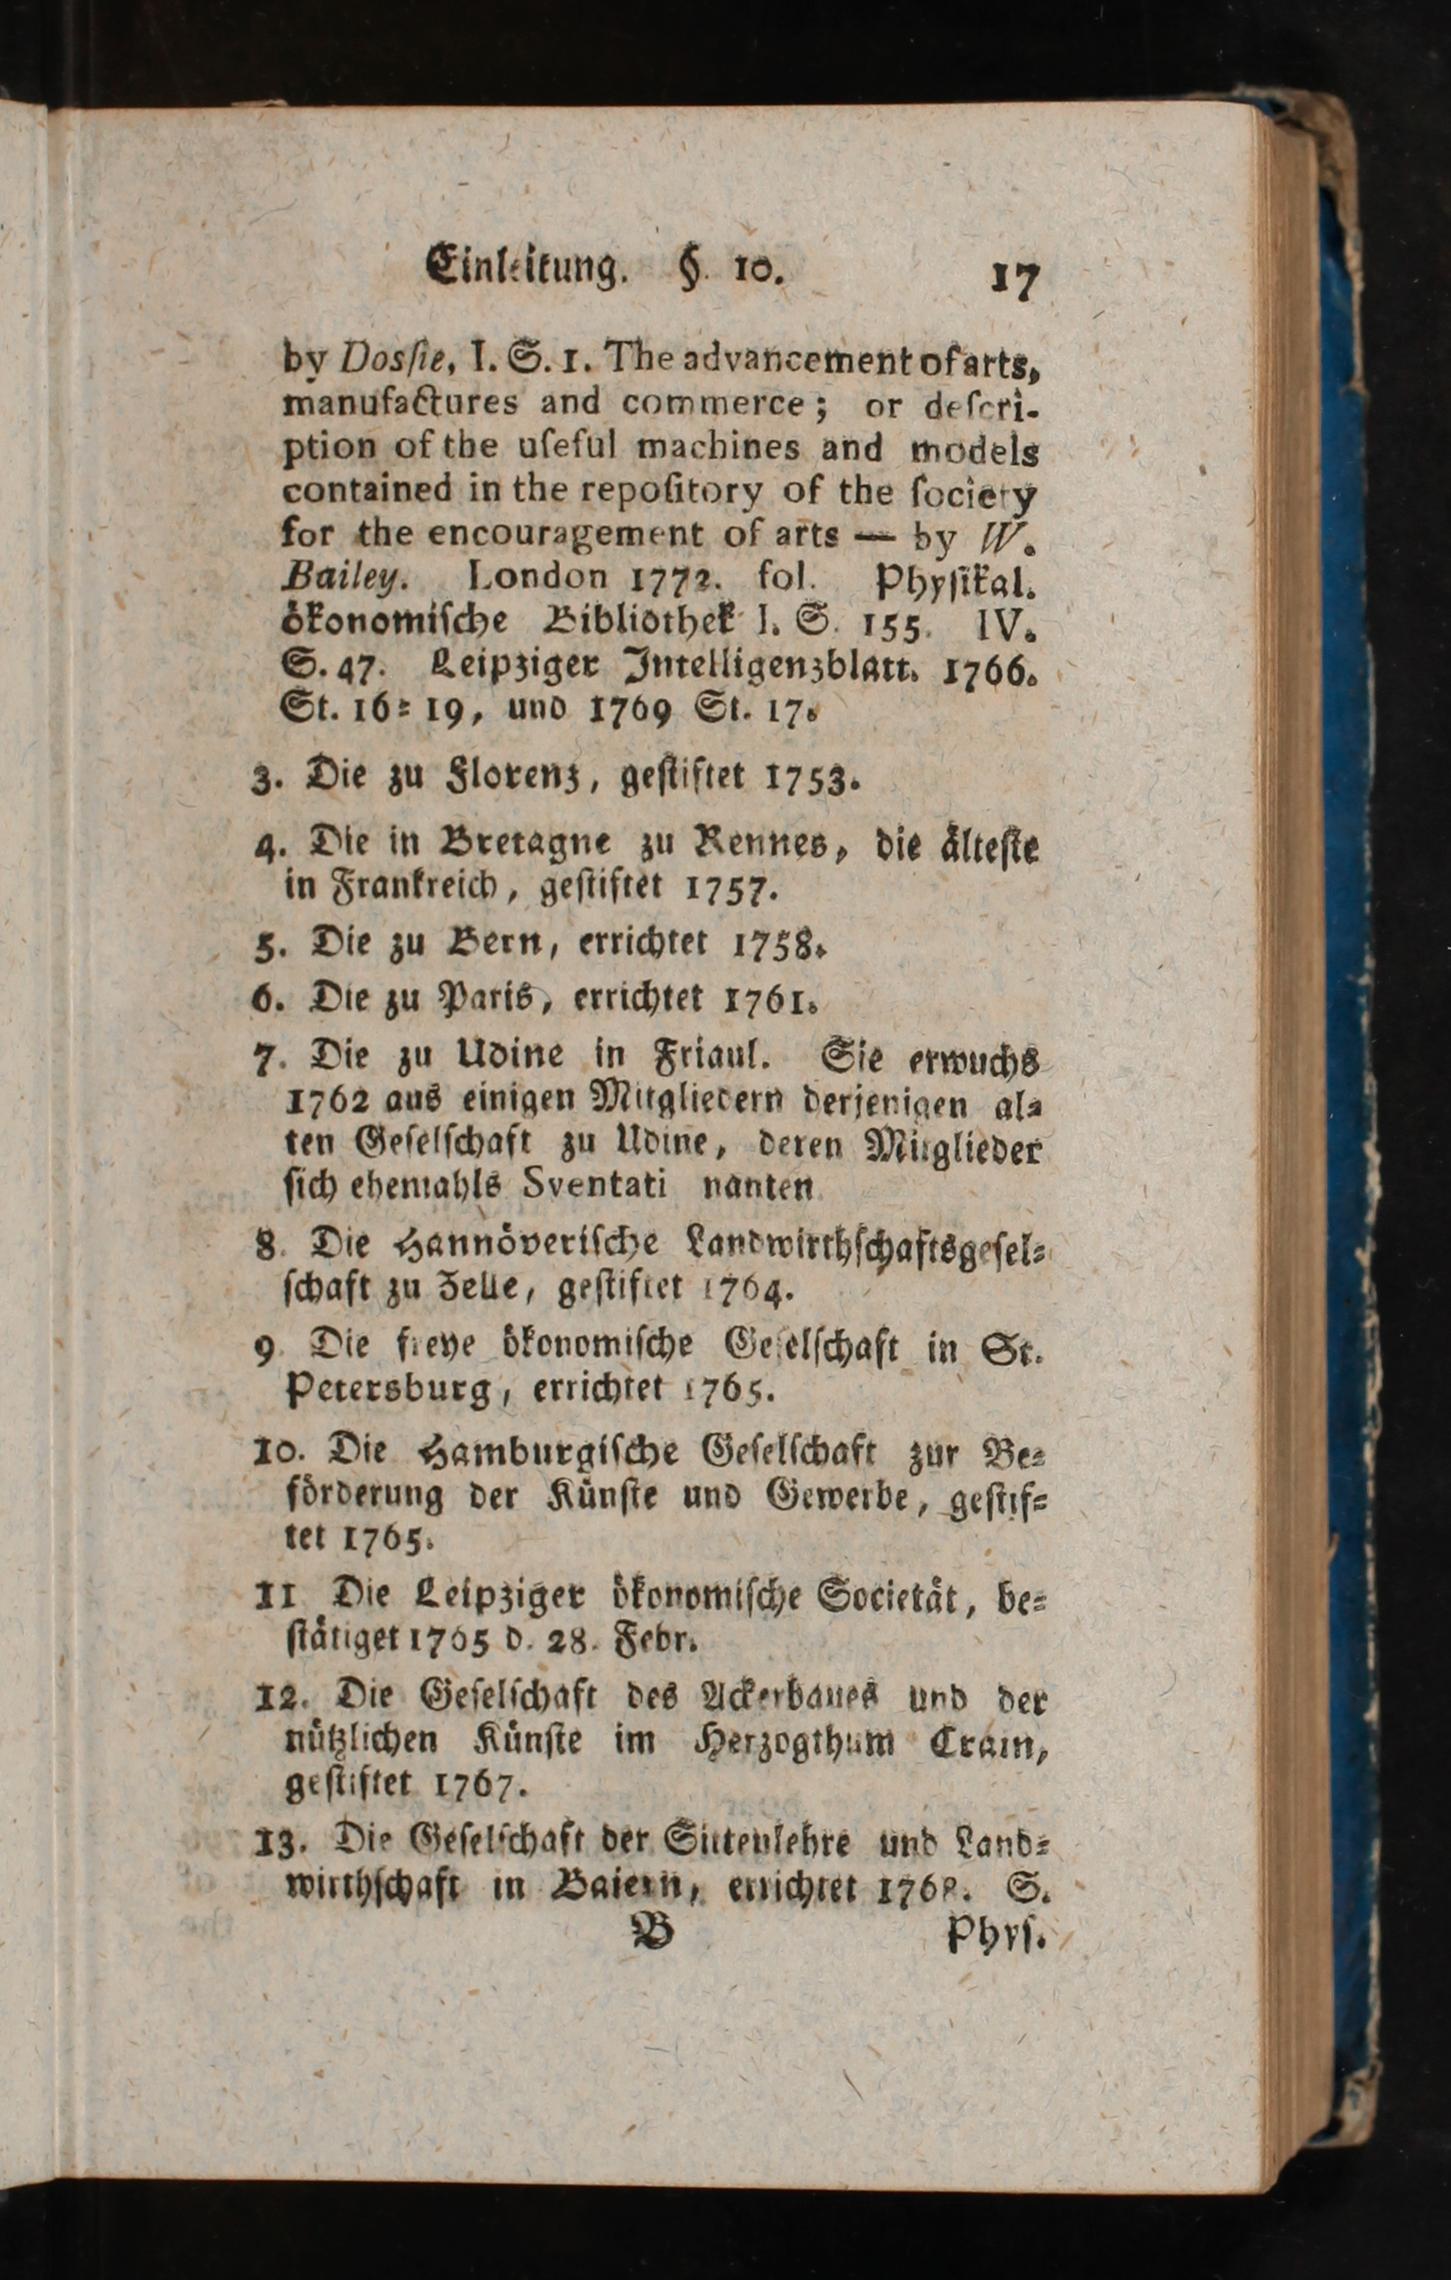 Einleitung. §. 10. 17
by Dosſie, I. S. 1. The advancement of arts,
manufactures and commerce; or deſcri-
ption of the uſeful machines and models
contained in the repoſitory of the ſociety
for the encouragement of arts — by W.
Bailey. London 1772. fol. Phyſikal.
ökonomiſche Bibliothek I. S. 155. IV.
S. 47. Leipziger Intelligenzblatt. 1766.
St. 16⸗19, und 1769 St. 17.
3. Die zu Florenz, geſtiftet 1753.
4. Die in Bretagne zu Rennes, die älteſte
in Frankreich, geſtiftet 1757.
5. Die zu Bern, errichtet 1758.
6. Die zu Paris, errichtet 1761.
7. Die zu Udine in Friaul. Sie erwuchs
1762 aus einigen Mitgliedern derjenigen al⸗
ten Geſelſchaft zu Udine, deren Mitglieder
ſich ehemahls Sventati nanten
8. Die Hannöveriſche Landwirthſchaftsgeſel⸗
ſchaft zu Zelle, geſtiftet 1764.
9. Die freye ökonomiſche Geſelſchaft in St.
Petersburg, errichtet 1765.
10. Die Hamburgiſche Geſelſchaft zur Be⸗
förderung der Künſte und Gewerbe, geſtif⸗
tet 1765.
11 Die Leipziger ökonomiſche Societät, be⸗
ſtätiget 1765 d. 28. Febr.
12. Die Geſelſchaft des Ackerbaues und der
nützlichen Künſte im Herzogthum Crain,
geſtiftet 1767.
13. Die Geſelſchaft der Sittenlehre und Land⸗
wirthſchaft in Baiern, errichtet 1768. S.
B Phyſ.